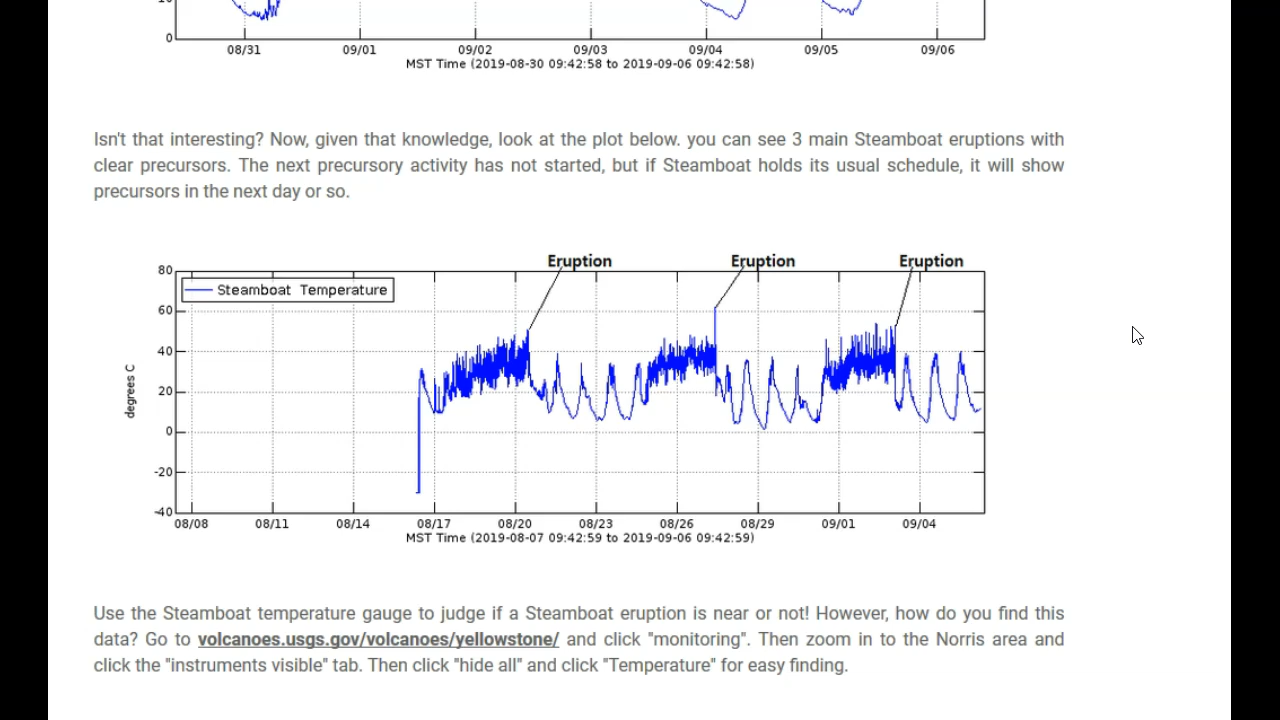 0
08/31 09/01 09/02 09/03 09/04 09/05 09/06
MST Time (2019-08-30 09:42:58 to 2019-09-06 09:42:58)
Isn't that interesting? Now, given that knowledge, look at the plot below. you can see 3 main Steamboat eruptions with
clear precursors. The next precursory activity has not started, but if Steamboat holds its usual schedule, it will show
precursors in the next day or so.
Eruption Eruption Eruption
Steamboat Temperature
degrees C
80
60
40
20
0
-20
-40
08/08 08/11 08/14 08/17 08/20 08/23 08/26 08/29 09/01 09/04
MST Time (2019-08-07 09:42:59 to 2019-09-06 09:42:59)
Use the Steamboat temperature gauge to judge if a Steamboat eruption is near or not! However, how do you find this
data? Go to volcanoes.usgs.gov/volcanoes/yellowstone/ and click "monitoring". Then zoom in to the Norris area and
click the "instruments visible" tab. Then click "hide all" and click "Temperature" for easy finding.